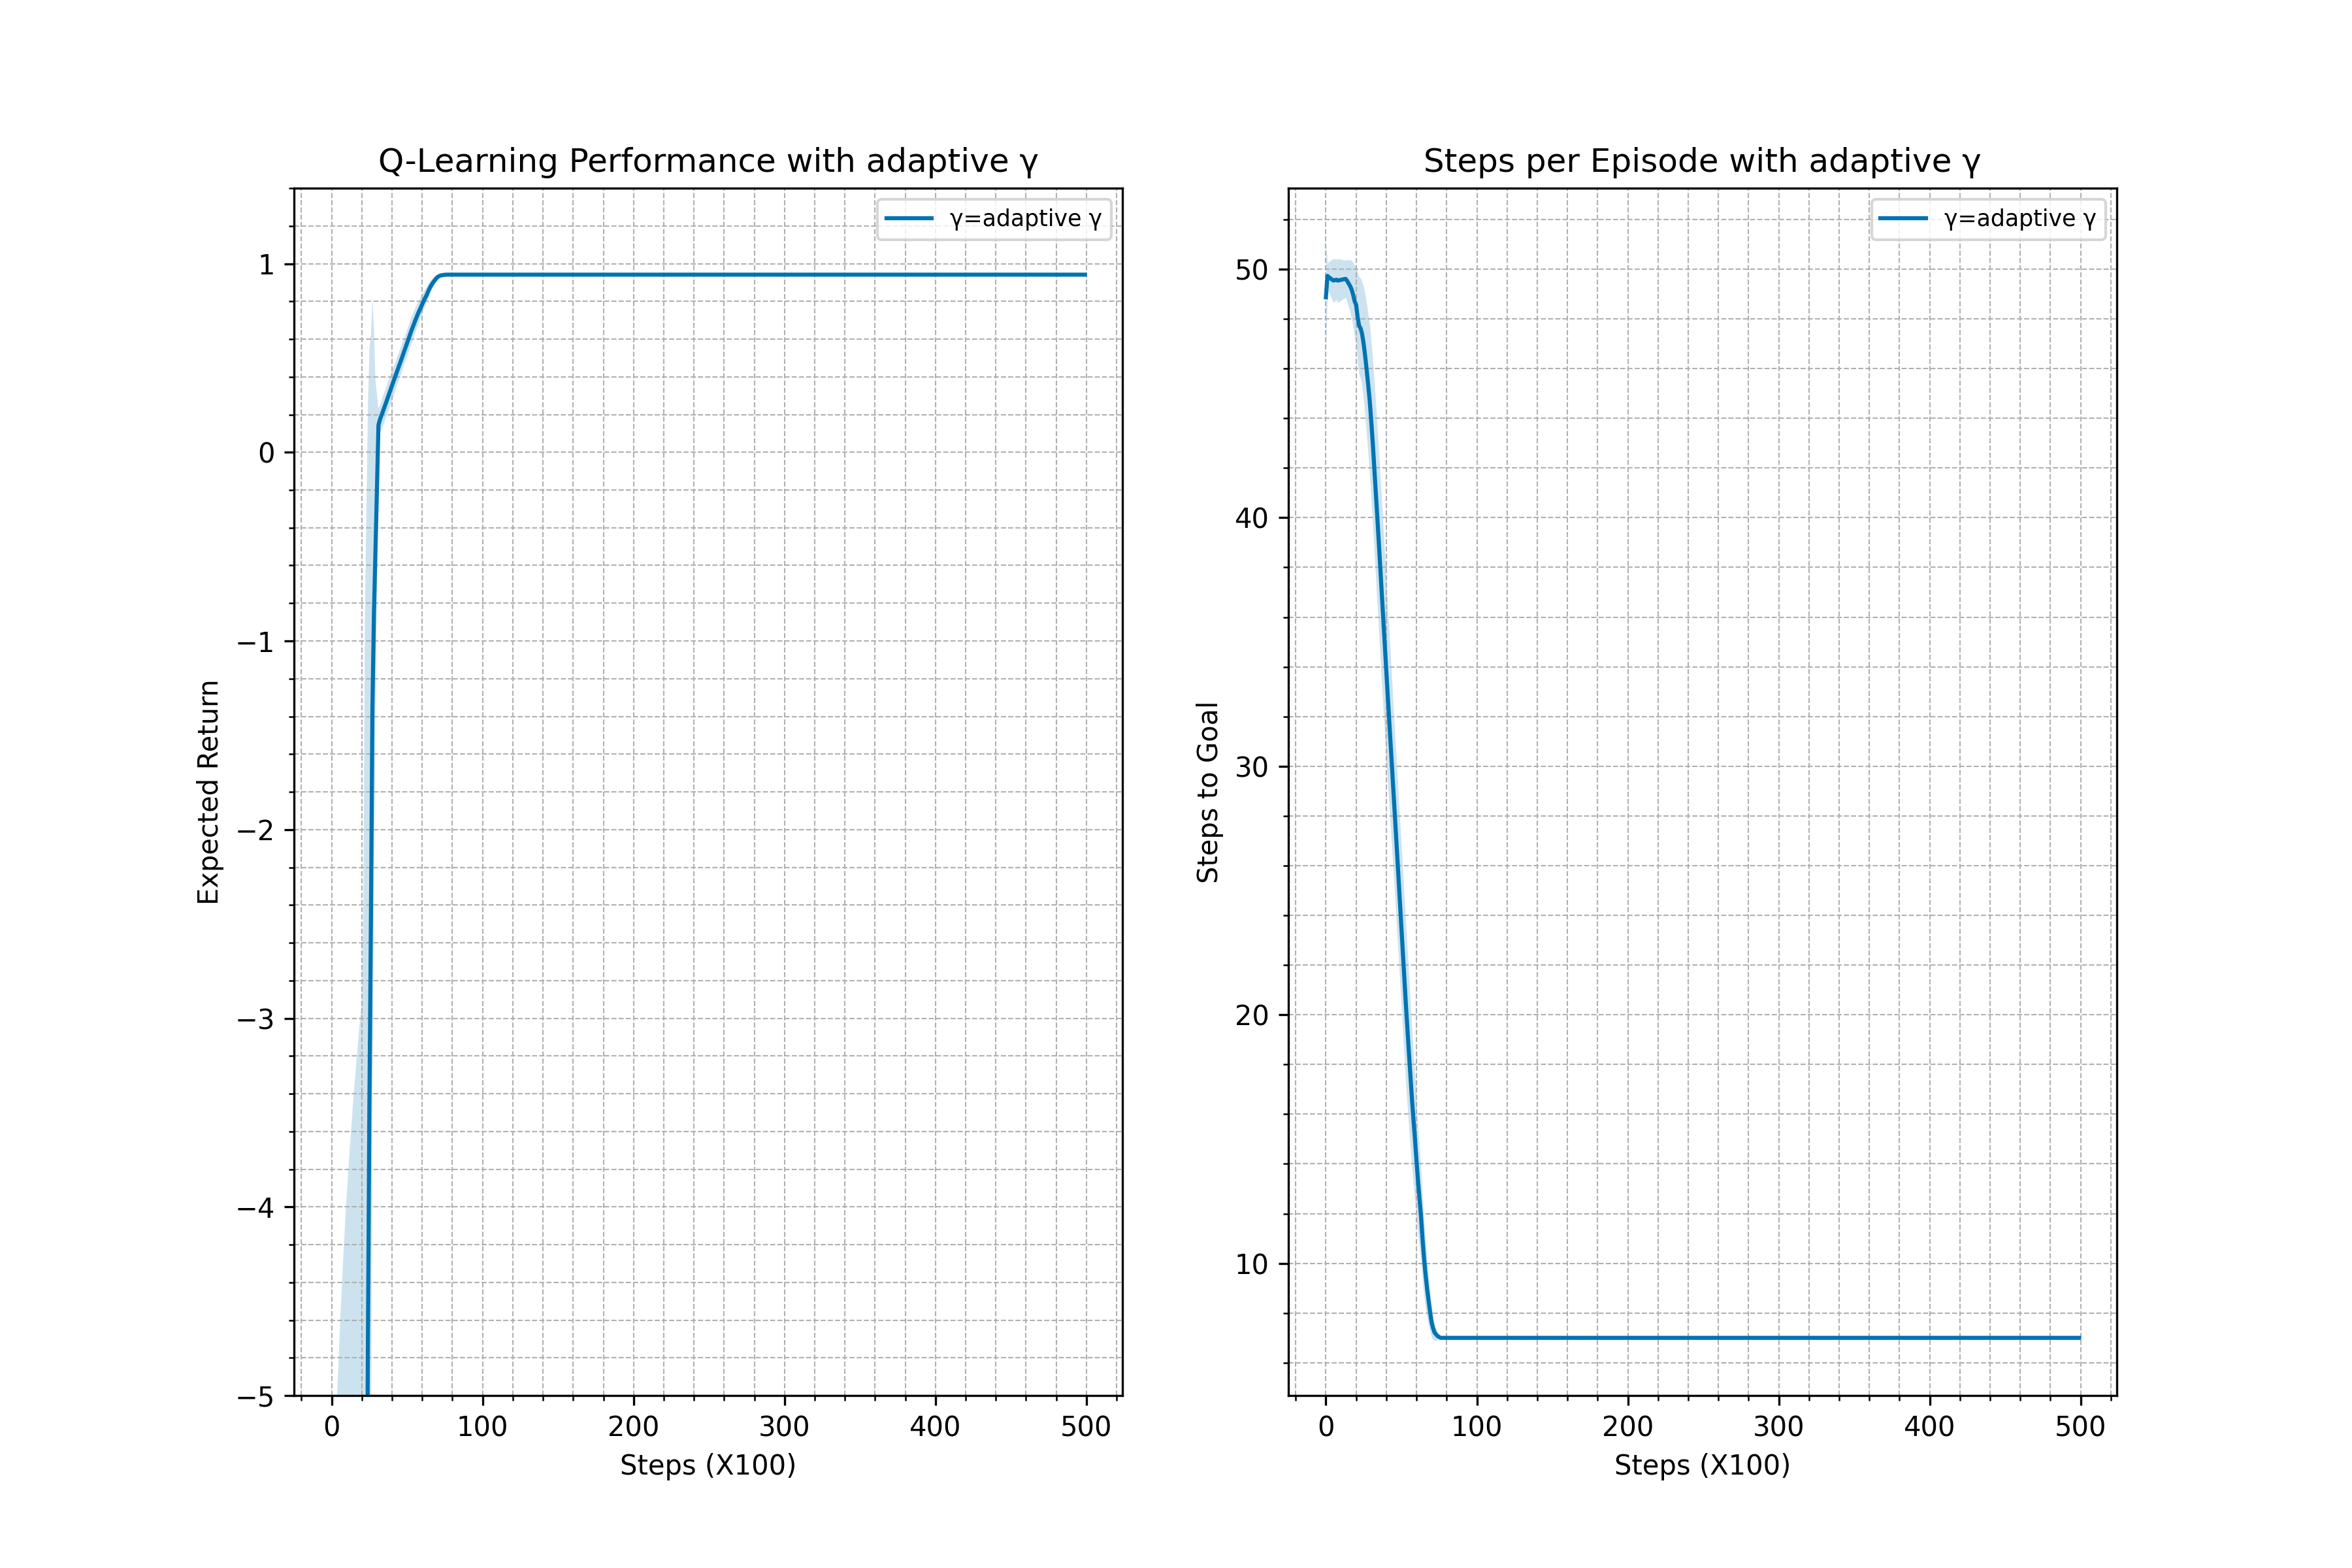 Q-Learning Performance with adaptive γ
γ=adaptive γ
1
0
−1
−2
−3
−4
−5
Expected Return
0 100 200 300 400 500
Steps (X100)
Steps per Episode with adaptive γ
γ=adaptive γ
50
40
30
20
10
Steps to Goal
0 100 200 300 400 500
Steps (X100)